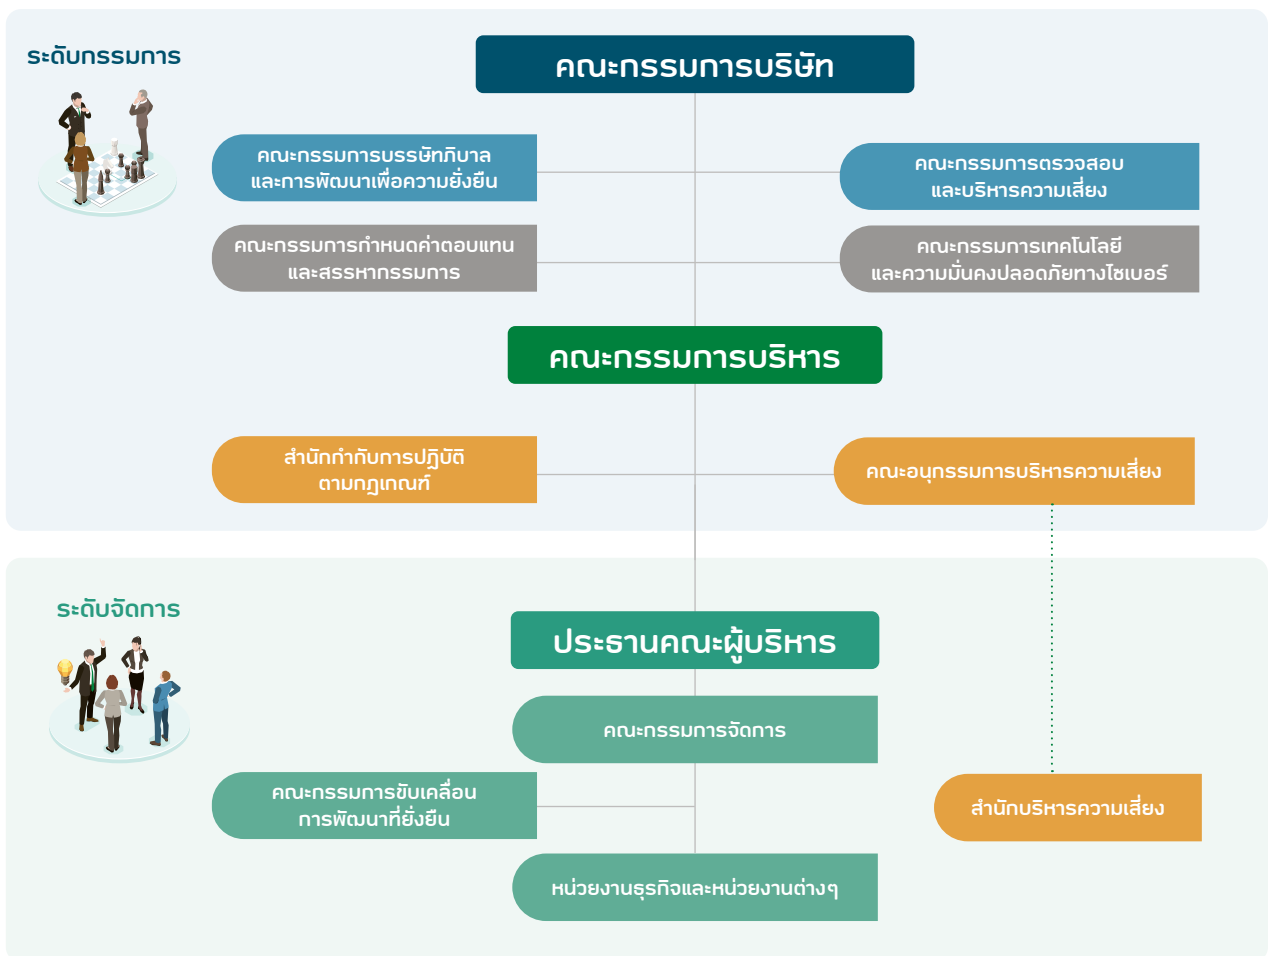 ระดับกรรมการ
คณะกรรมการบริษัท
คณะกรรมการบรรษัทภิบาล
และการพัฒนาเพื่อความยั่งยืน
คณะกรรมการตรวจสอบ
และบริหารความเสี่ยง
คณะกรรมการกำหนดค่าตอบแทน
และสรรหากรรมการ
คณะกรรมการเทคโนโลยี
และความมั่นคงปลอดภัยทางไซเบอร์
คณะกรรมการบริหาร
สำนักกำกับการปฏิบัติ
ตามกฎเกณฑ์
คณะอนุกรรมการบริหารความเสี่ยง
ระดับจัดการ
ประธานคณะผู้บริหาร
คณะกรรมการจัดการ
คณะกรรมการขับเคลื่อน
การพัฒนาที่ยั่งยืน
สำนักบริหารความเสี่ยง
หน่วยงานธุรกิจและหน่วยงานต่างๆ